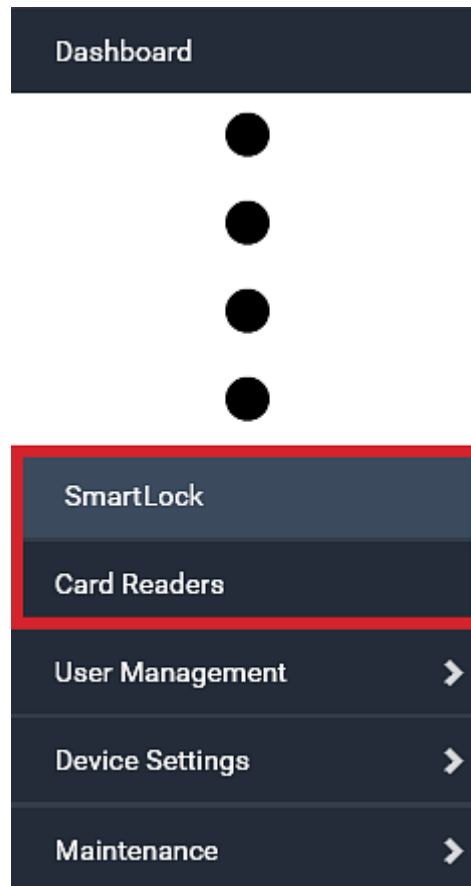 Dashboard
SmartLock
Card Readers
User Management
Device Settings
Maintenance